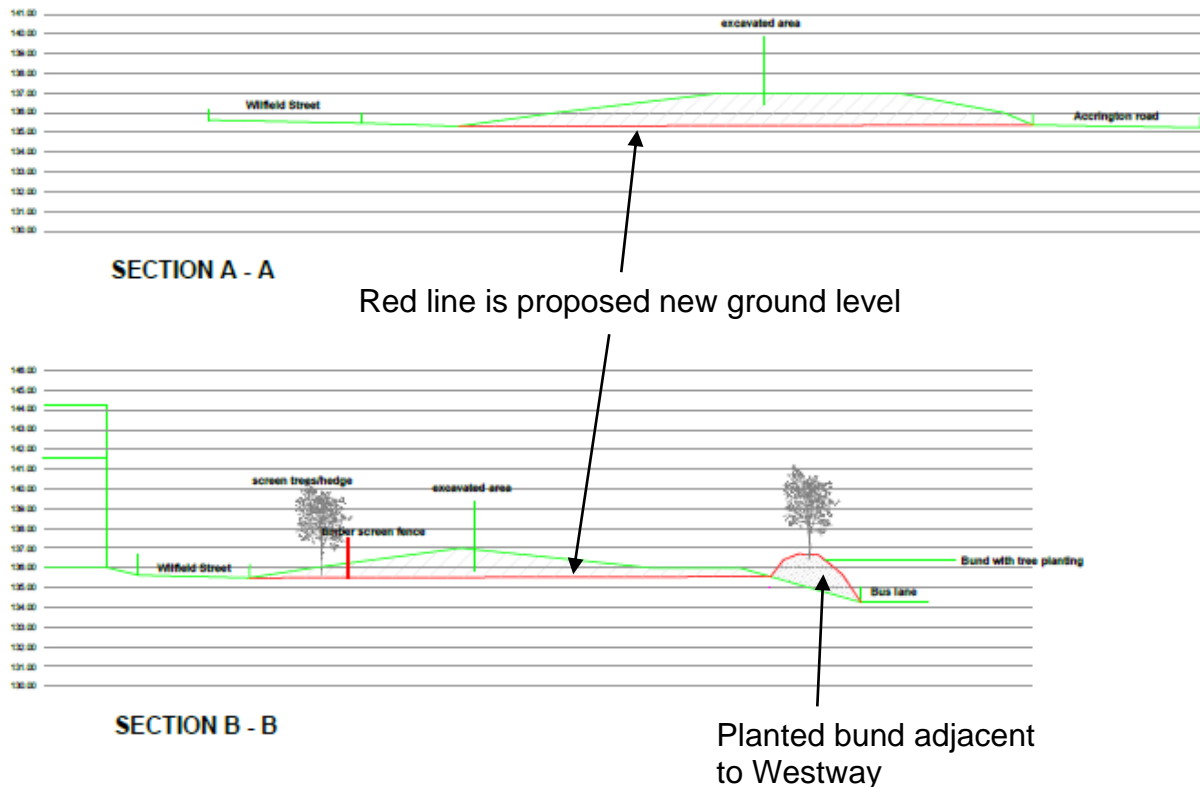 141.00
140.00
139.00
138.00
137.00
136.00
135.00
134.00
133.00
132.00
131.00
130.00
excavated area
Wilfield Street
Accrington road
SECTION A - A
Red line is proposed new ground level
146.00
145.00
144.00
143.00
142.00
141.00
140.00
139.00
138.00
137.00
136.00
135.00
134.00
133.00
132.00
131.00
130.00
screen trees/hedge
excavated area
timber screen fence
Wilfield Street
Bund with tree planting
Bus lane
SECTION B - B
Planted bund adjacent
to Westway